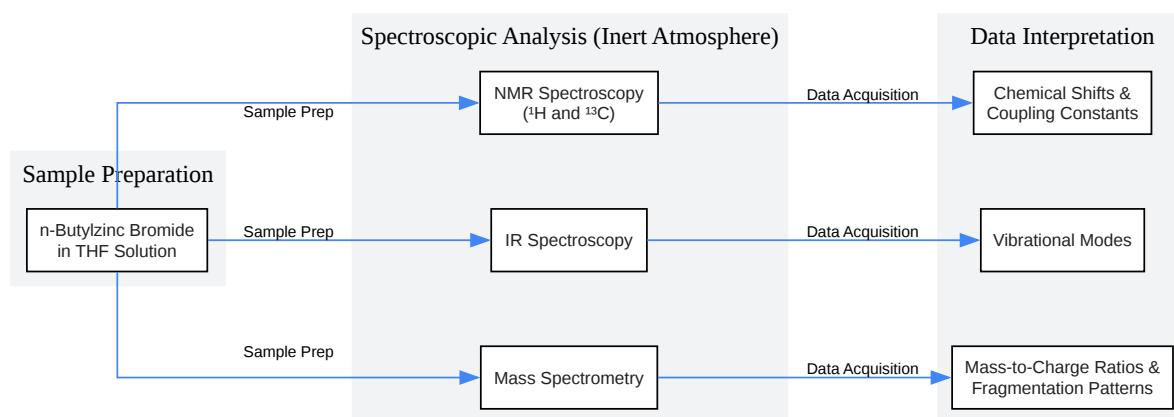 Spectroscopic Analysis (Inert Atmosphere)
Data Interpretation
NMR Spectroscopy
(¹H and ¹³C)
Sample Prep
Data Acquisition
Chemical Shifts &
Coupling Constants
Sample Preparation
n-Butylzinc Bromide
in THF Solution
Sample Prep
IR Spectroscopy
Data Acquisition
Vibrational Modes
Sample Prep
Mass Spectrometry
Data Acquisition
Mass-to-Charge Ratios &
Fragmentation Patterns